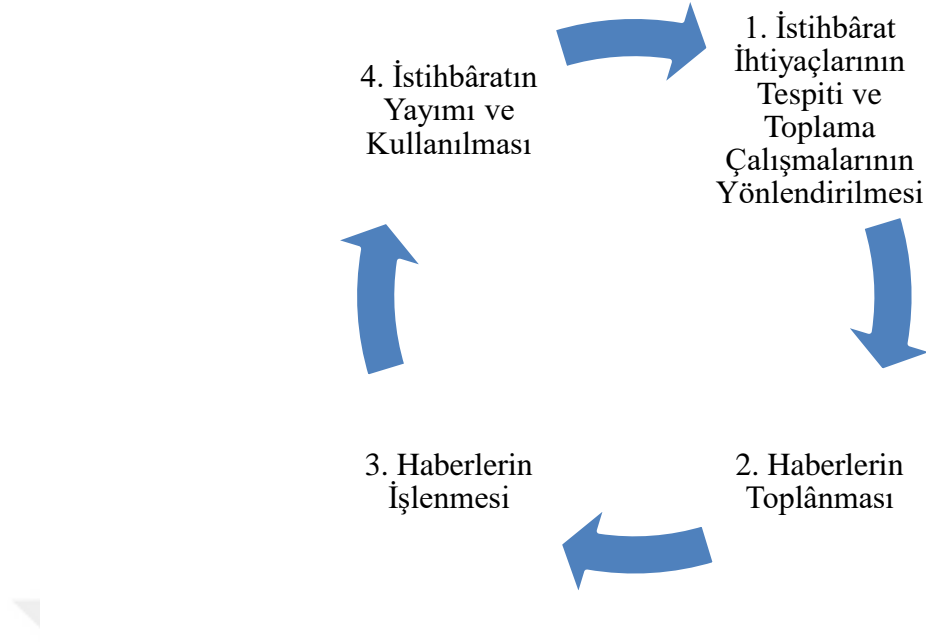 1. İstihbârat
İhtiyaçlarının
Tespiti ve
Toplama
Çalışmalarının
Yönlendirilmesi
2. Haberlerin
Toplânması
3. Haberlerin
İşlenmesi
4. İstihbâratın
Yayımı ve
Kullanılması